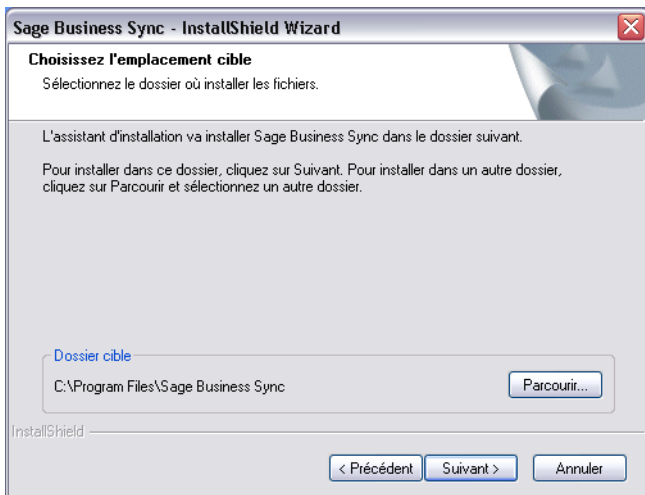 Sage Business Sync - InstallShield Wizard
Choisissez l'emplacement cible
Sélectionnez le dossier où installer les fichiers.
L'assistant d'installation va installer Sage Business Sync dans le dossier suivant.
Pour installer dans ce dossier, cliquez sur Suivant. Pour installer dans un autre dossier,
cliquez sur Parcourir et sélectionnez un autre dossier.
Dossier cible
C:\Program Files\Sage Business Sync
Parcourir...
InstallShield
< Précédent
Suivant >
Annuler